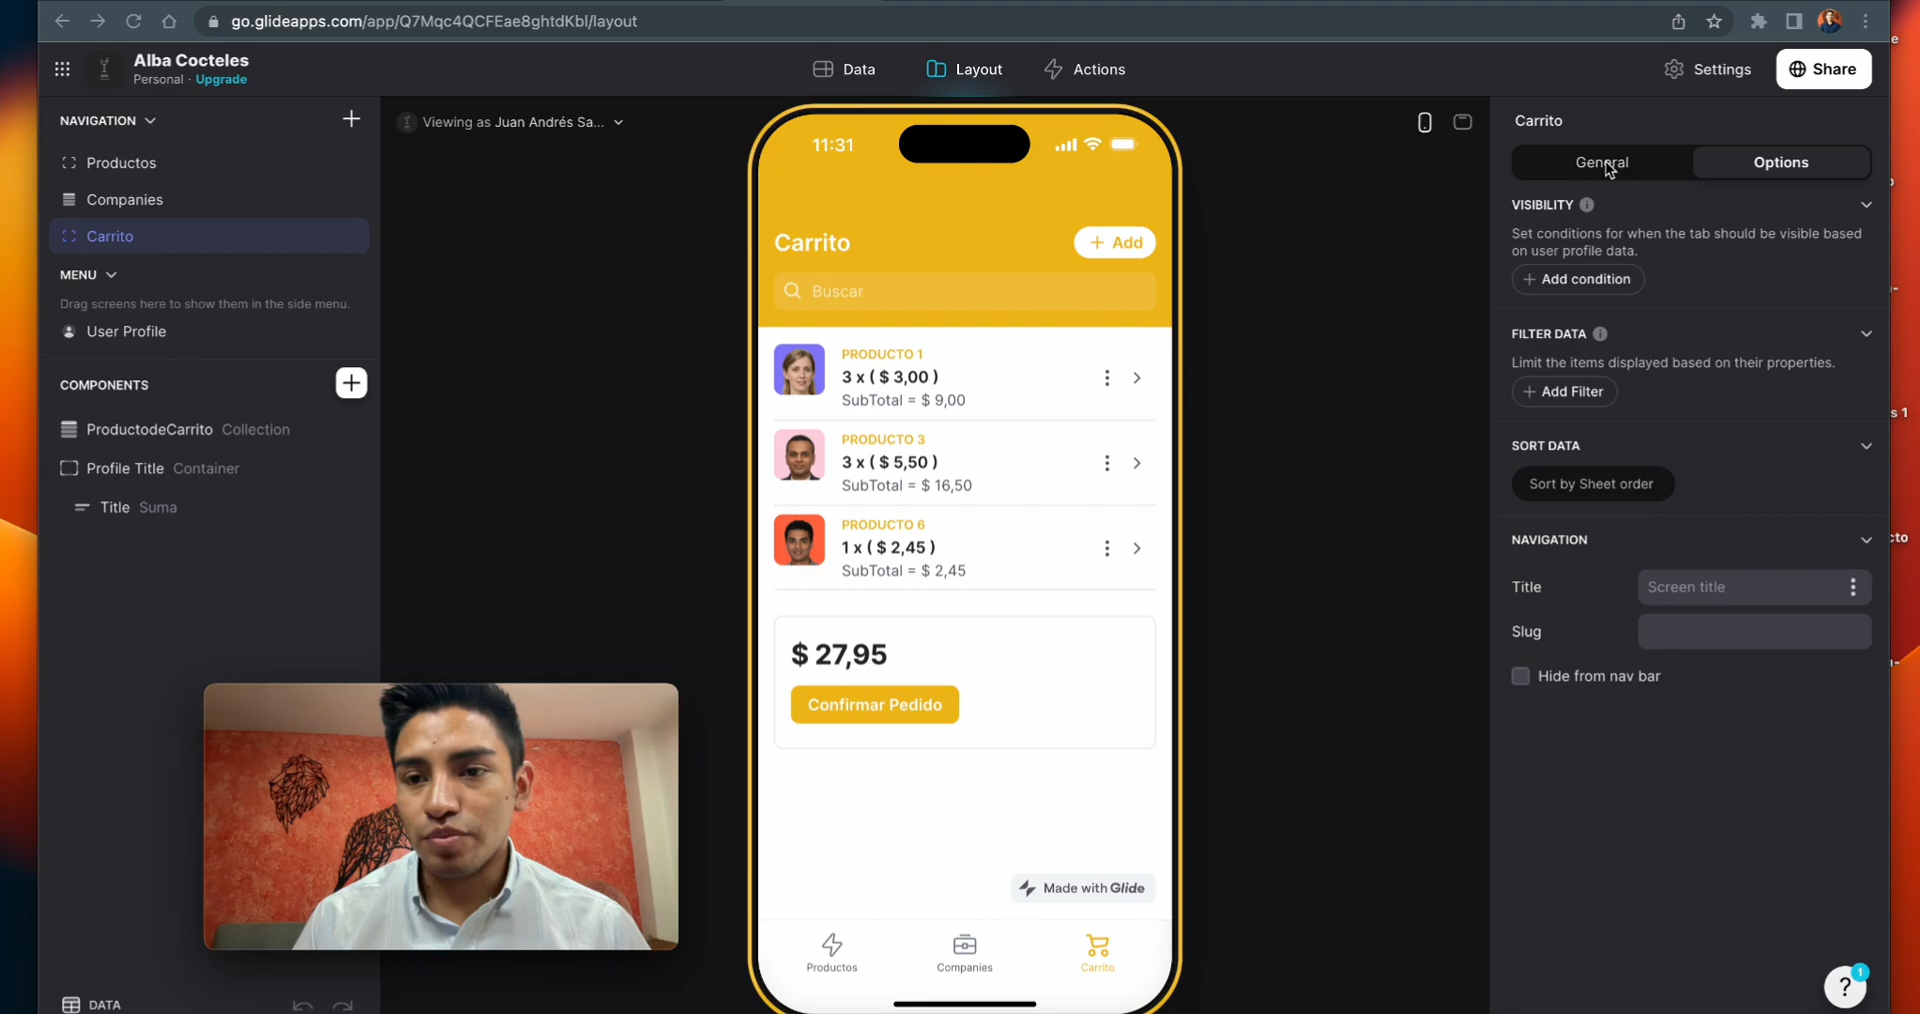 go.glideapps.com/app/Q7Mqc4QCFEae8ghtdKbl/layout
Alba Cocteles
Personal · Upgrade
Data
Layout
Actions
Settings
Share
NAVIGATION
Productos
Companies
Carrito
MENU
Drag screens here to show them in the side menu.
User Profile
COMPONENTS
ProductodeCarrito Collection
Profile Title Container
Title Suma
DATA
Viewing as Juan Andrés Sa...
11:31
Carrito
+ Add
Buscar
PRODUCTO 1
3 x ( $ 3,00 )
SubTotal = $ 9,00
PRODUCTO 3
3 x ( $ 5,50 )
SubTotal = $ 16,50
PRODUCTO 6
1 x ( $ 2,45 )
SubTotal = $ 2,45
$ 27,95
Confirmar Pedido
Made with Glide
Productos
Companies
Carrito
Carrito
General
Options
VISIBILITY
Set conditions for when the tab should be visible based
on user profile data.
+ Add condition
FILTER DATA
Limit the items displayed based on their properties.
+ Add Filter
SORT DATA
Sort by Sheet order
NAVIGATION
Title
Screen title
Slug
Hide from nav bar
?
1
s 1
cto